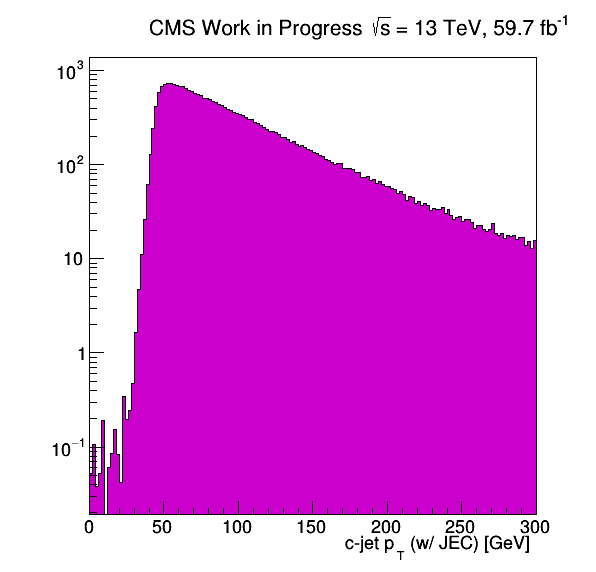 CMS Work in Progress √s = 13 TeV, 59.7 fb⁻¹
10³
10²
10
1
10⁻¹
0 50 100 150 200 250 300
c-jet p_T (w/ JEC) [GeV]